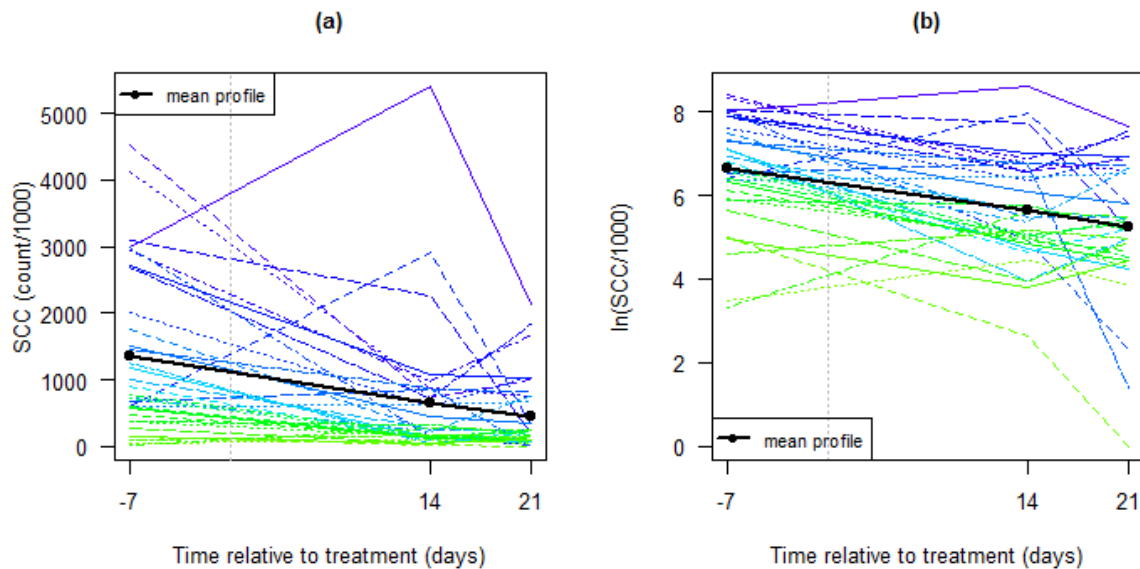 (a)
mean profile
5000
4000
3000
2000
1000
0
SCC (count/1000)
-7
14
21
Time relative to treatment (days)
(b)
8
6
4
2
0
ln(SCC/1000)
mean profile
-7
14
21
Time relative to treatment (days)